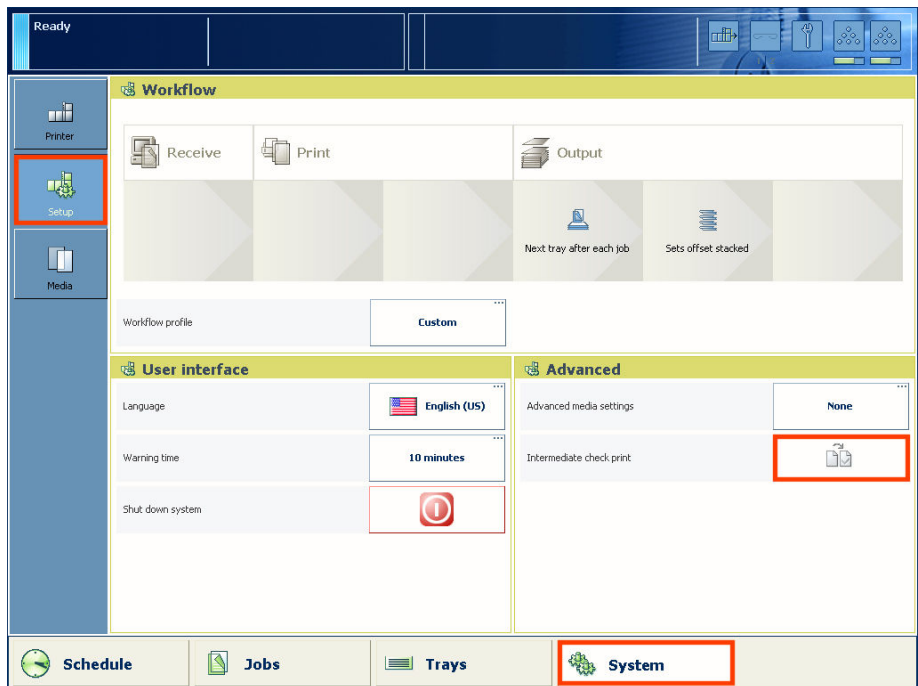 Ready
Workflow
Printer
Receive
Print
Output
Setup
Next tray after each job
Sets offset stacked
Media
Workflow profile
Custom
User interface
Advanced
Language
English (US)
Advanced media settings
None
Warning time
10 minutes
Intermediate check print
Shut down system
Schedule
Jobs
Trays
System